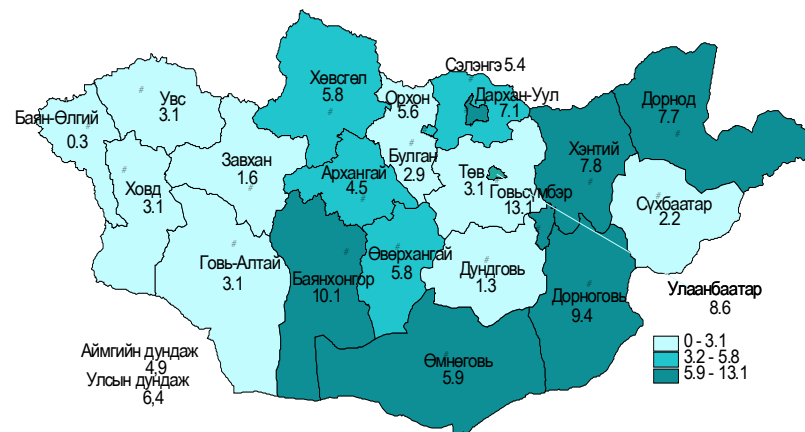 Сэлэнгэ 5.4
Хөвсгөл
5.8
Орхон
5.6
Дархан-Уул
7.1
Дорнод
7.7
Увс
3.1
Баян-Өлгий
0.3
Завхан
1.6
Булган
2.9
Хэнтий
7.8
Архангай
4.5
Төв
3.1
Ховд
3.1
Говьсүмбэр
13.1
Сүхбаатар
2.2
Говь-Алтай
3.1
Баянхонгор
10.1
Өвөрхангай
5.8
Дундговь
1.3
Дорноговь
9.4
Улаанбаатар
8.6
Өмнөговь
5.9
Аймгийн дундаж
4,9
Улсын дундаж
6,4
0 - 3.1
3.2 - 5.8
5.9 - 13.1